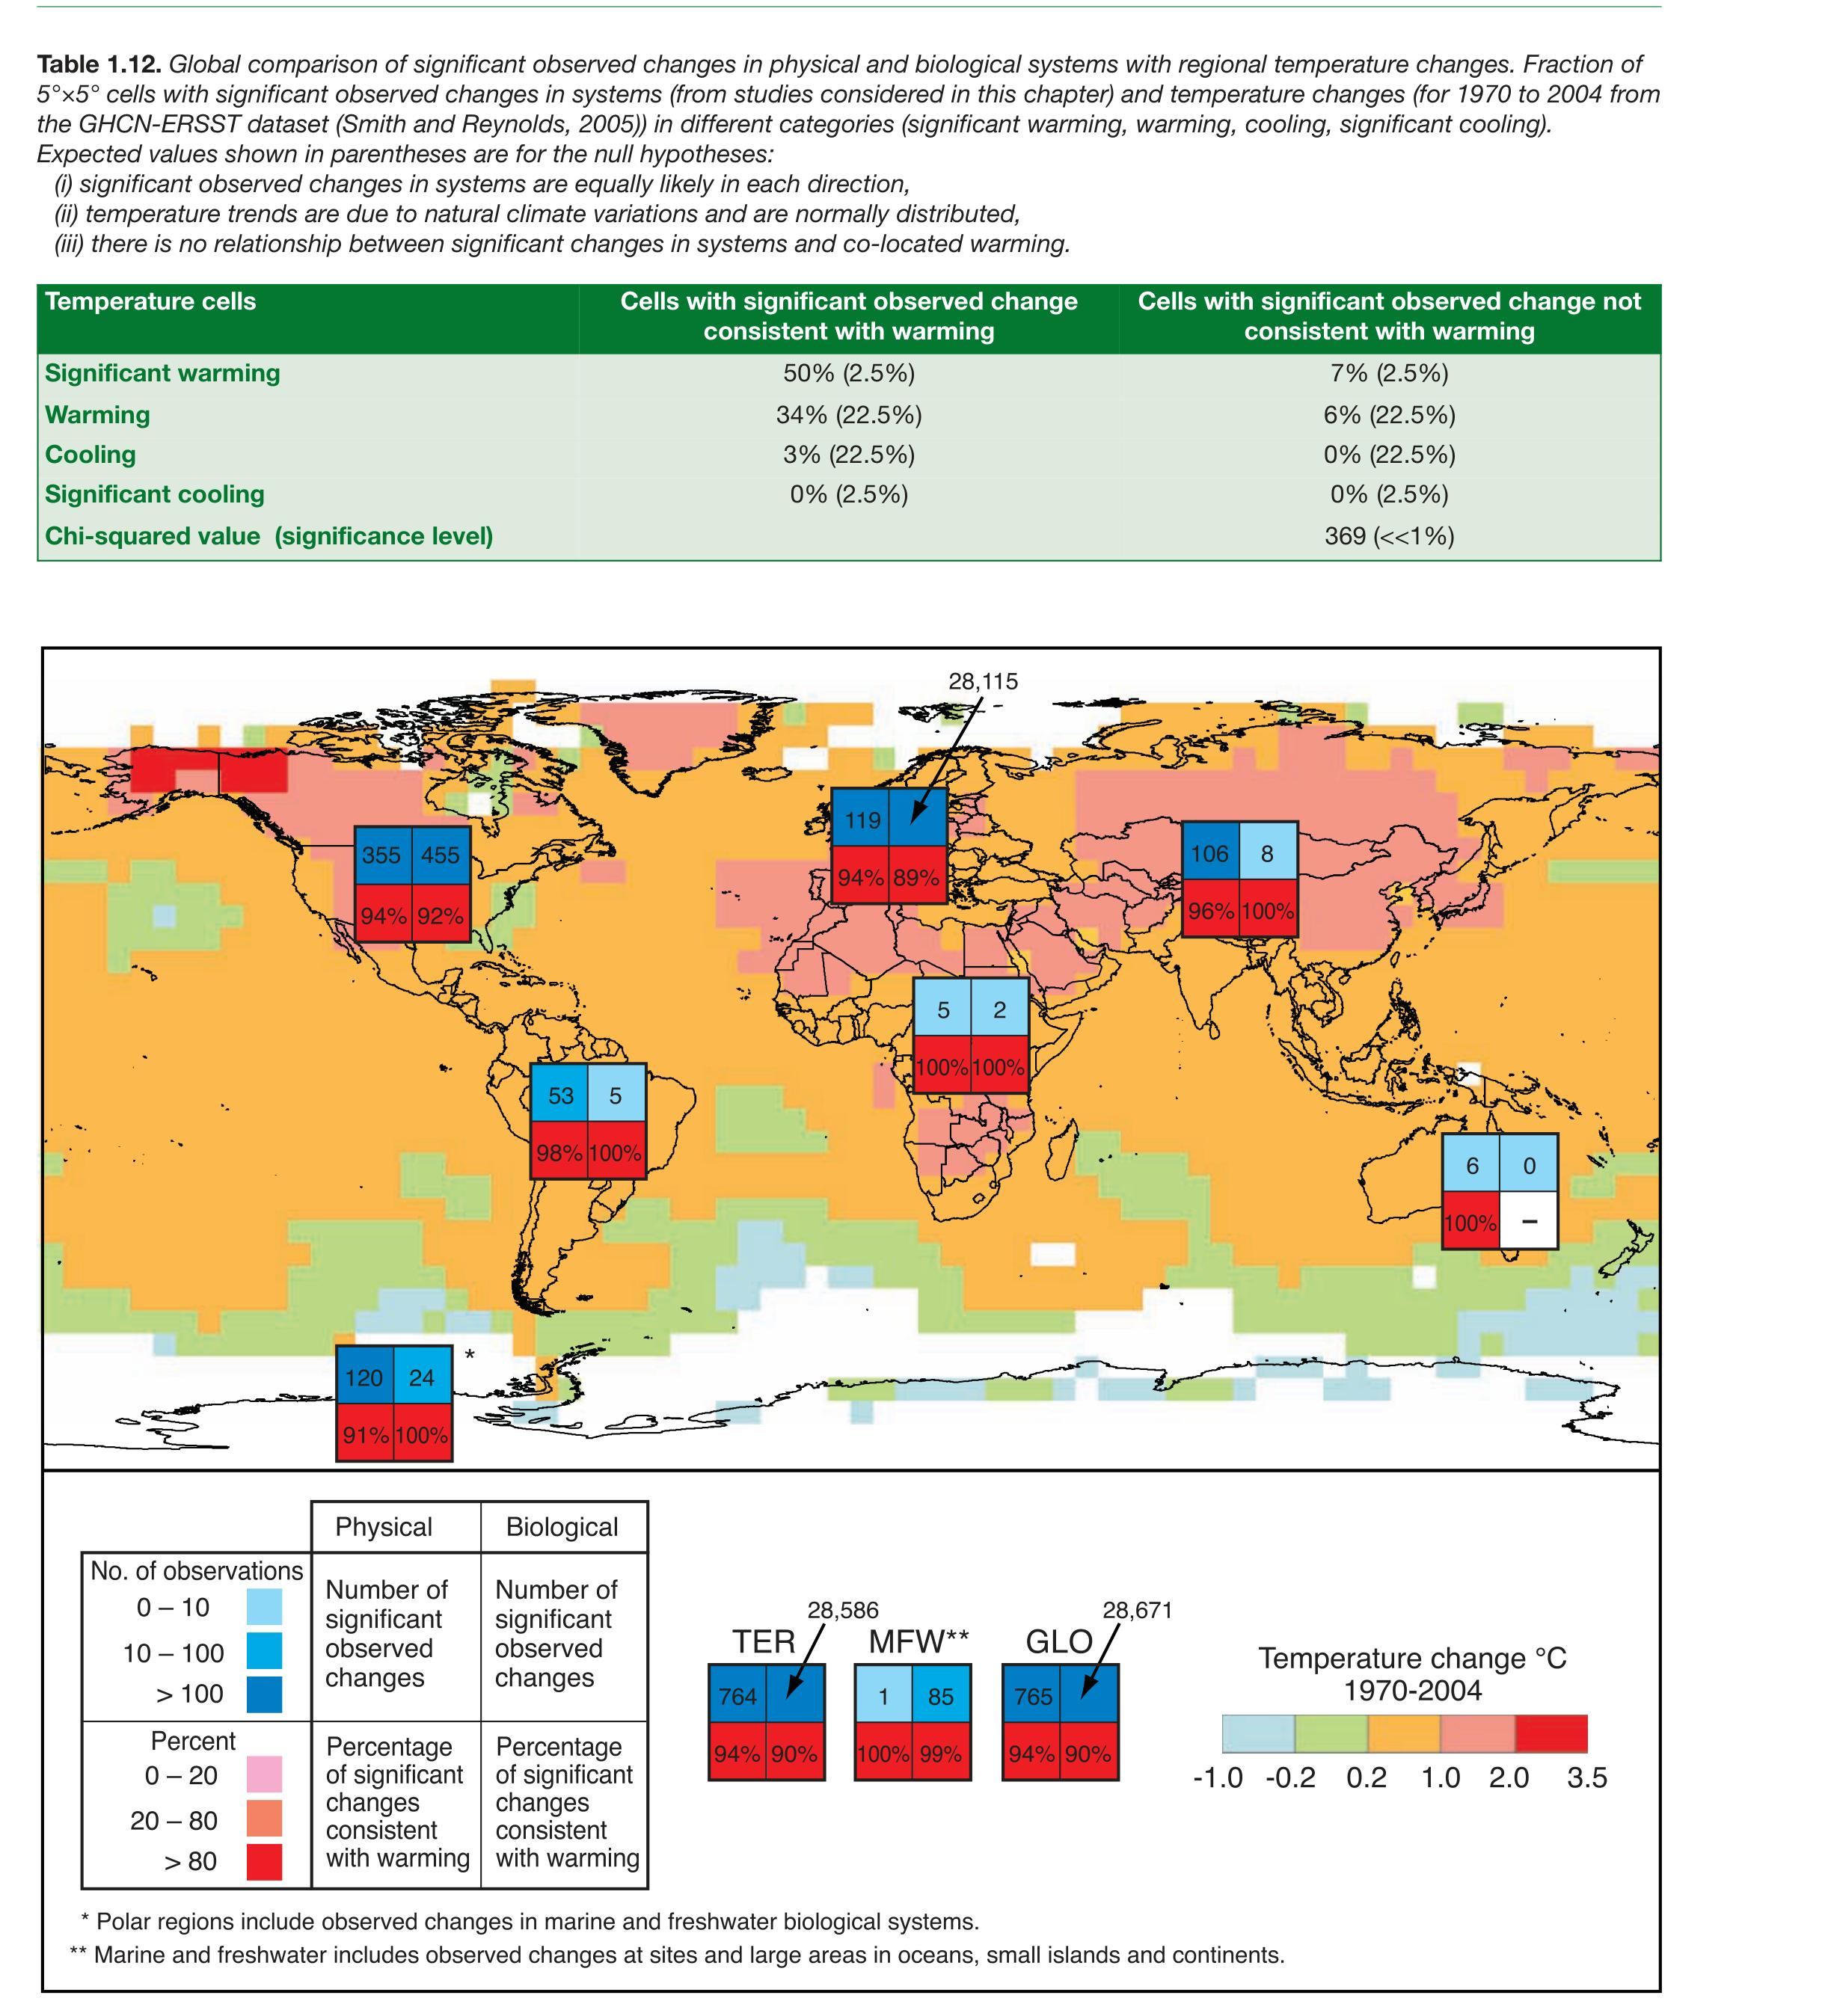 Table 1.12. Global comparison of significant observed changes in physical and biological systems with regional temperature changes. Fraction of
5°×5° cells with significant observed changes in systems (from studies considered in this chapter) and temperature changes (for 1970 to 2004 from
the GHCN-ERSST dataset (Smith and Reynolds, 2005)) in different categories (significant warming, warming, cooling, significant cooling).
Expected values shown in parentheses are for the null hypotheses:
(i) significant observed changes in systems are equally likely in each direction,
(ii) temperature trends are due to natural climate variations and are normally distributed,
(iii) there is no relationship between significant changes in systems and co-located warming.
Temperature cells
Cells with significant observed change
consistent with warming
Cells with significant observed change not
consistent with warming
Significant warming 50% (2.5%) 7% (2.5%)
Warming 34% (22.5%) 6% (22.5%)
Cooling 3% (22.5%) 0% (22.5%)
Significant cooling 0% (2.5%) 0% (2.5%)
Chi-squared value (significance level) 369 (<<1%)
28,115
119
94% 89%
355 455
94% 92%
106 8
96% 100%
5 2
100% 100%
53 5
98% 100%
6 0
100% –
120 24 *
91% 100%
Physical Biological
No. of observations
0 – 10
10 – 100
> 100
Number of
significant
observed
changes
Number of
significant
observed
changes
Percent
0 – 20
20 – 80
> 80
Percentage
of significant
changes
consistent
with warming
Percentage
of significant
changes
consistent
with warming
28,586 28,671
TER MFW** GLO
764 1 85 765
94% 90% 100% 99% 94% 90%
Temperature change °C
1970-2004
-1.0 -0.2 0.2 1.0 2.0 3.5
* Polar regions include observed changes in marine and freshwater biological systems.
** Marine and freshwater includes observed changes at sites and large areas in oceans, small islands and continents.